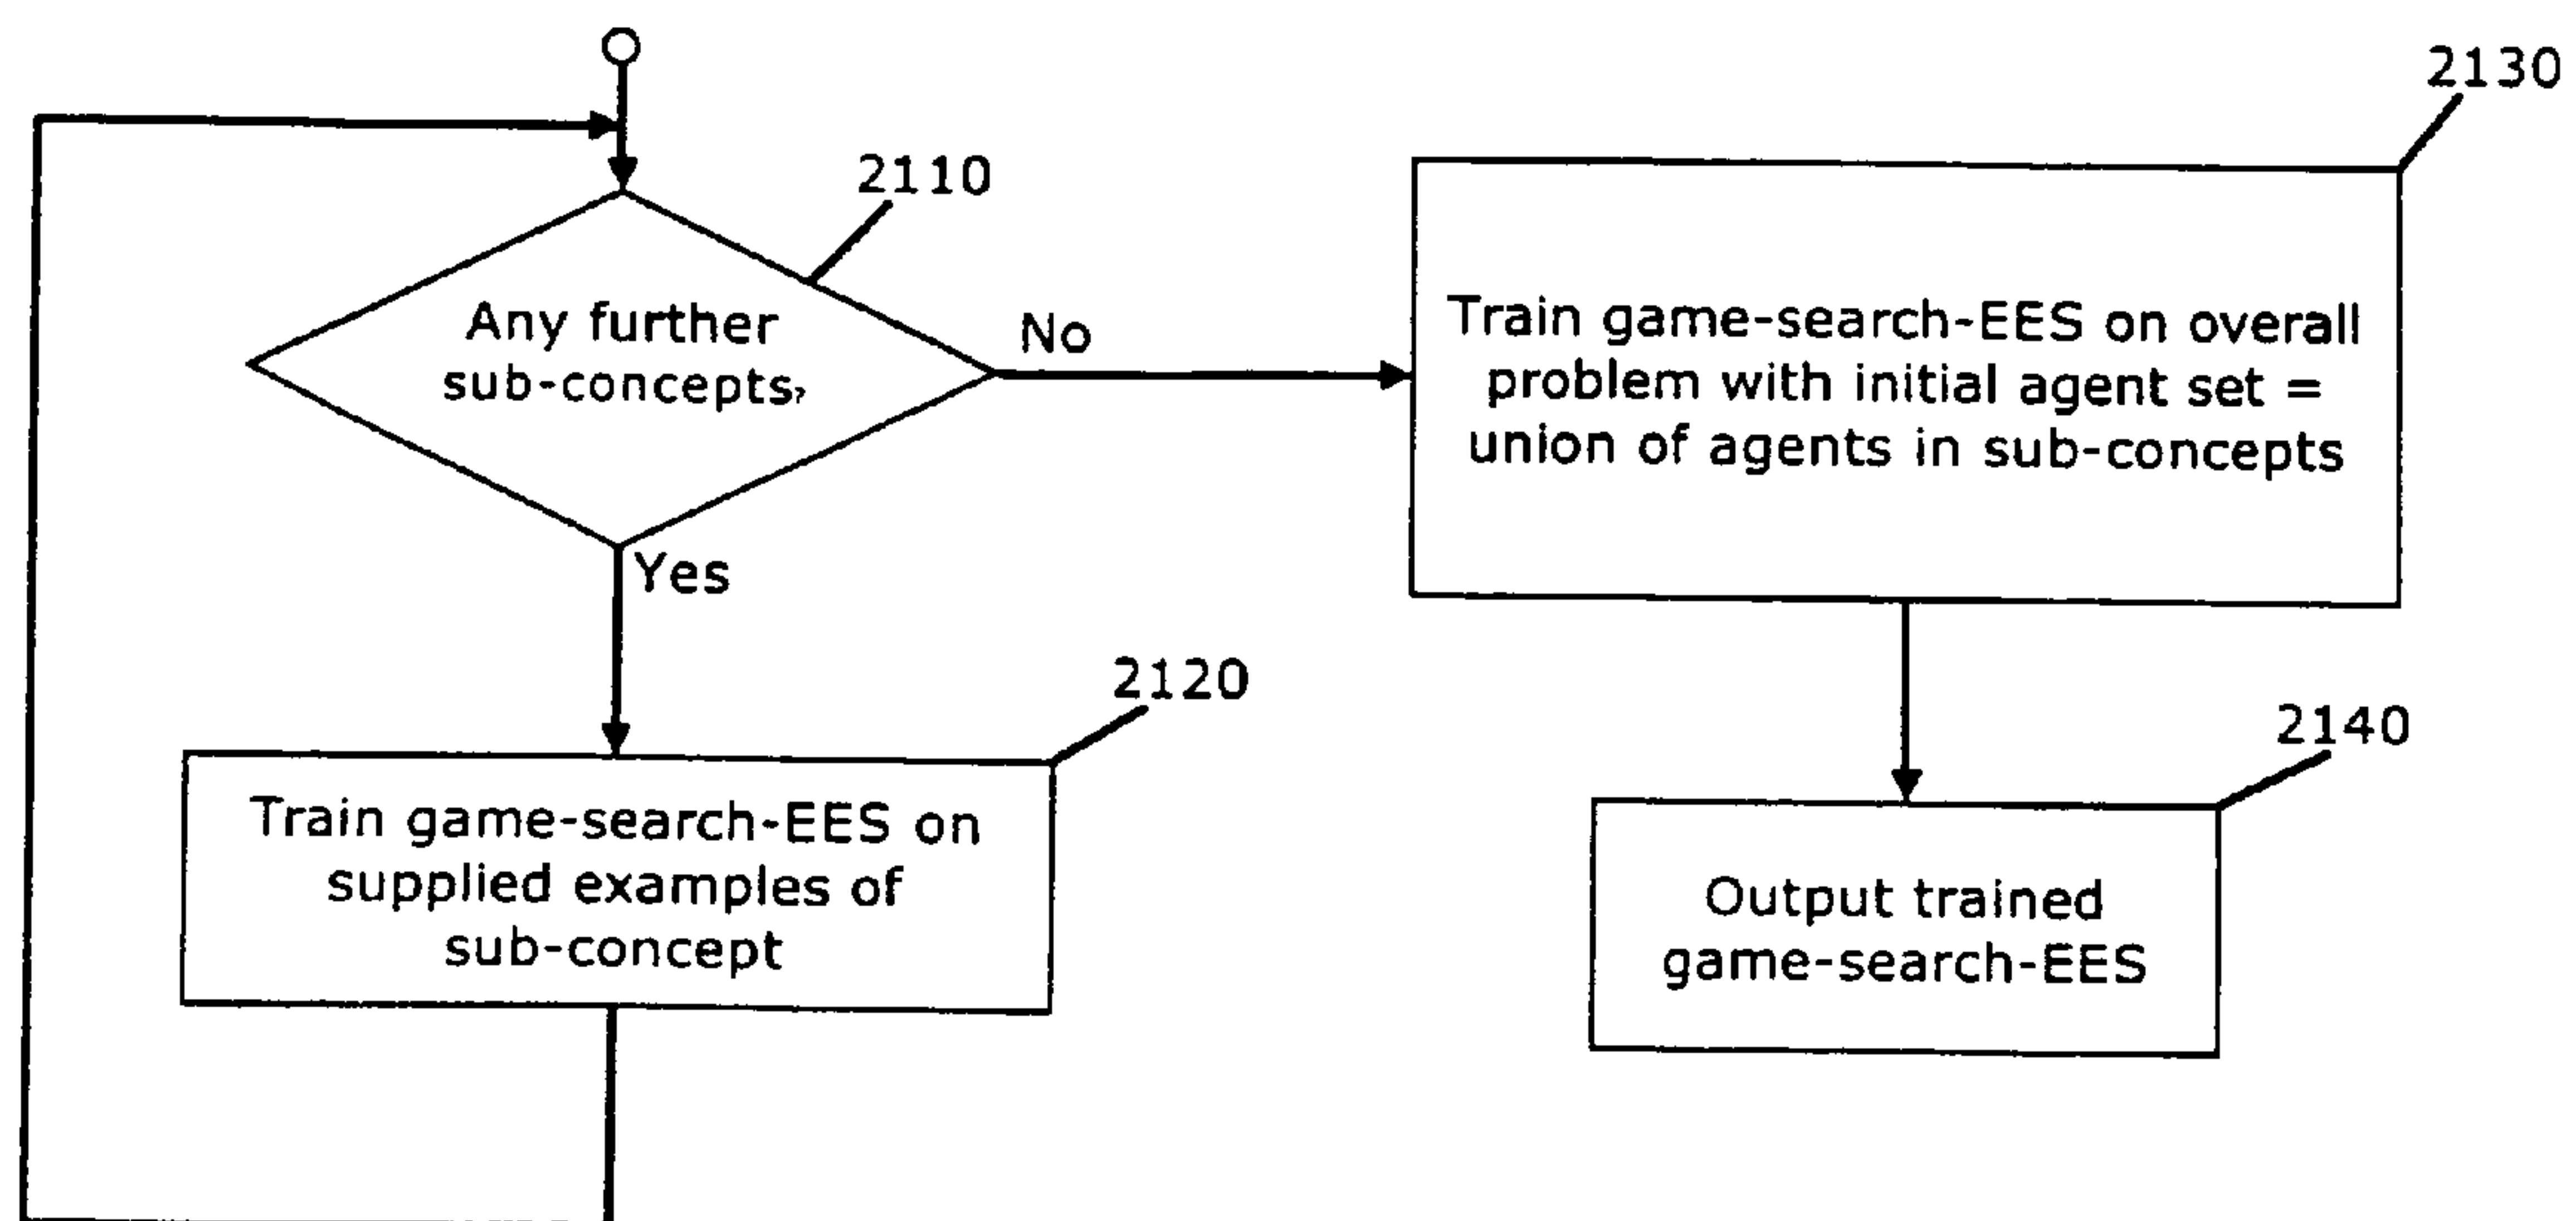 2130
2110
Any further
sub-concepts?
No
Train game-search-EES on overall
problem with initial agent set =
union of agents in sub-concepts
Yes
2120
2140
Train game-search-EES on
supplied examples of
sub-concept
Output trained
game-search-EES